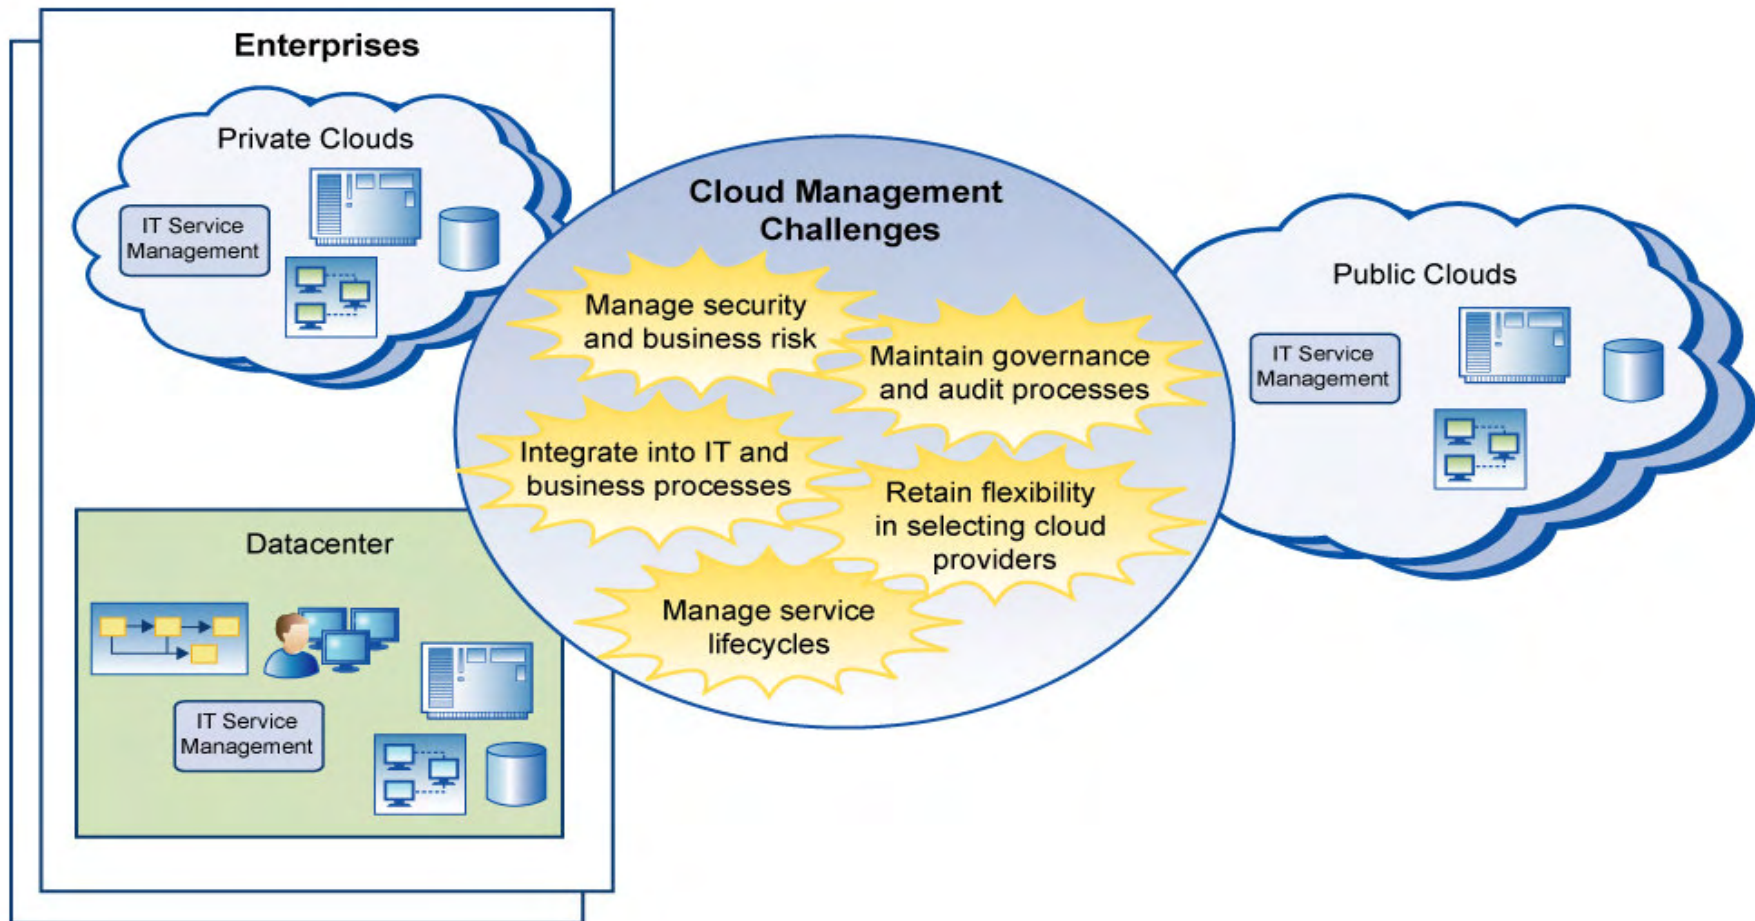 Enterprises
Private Clouds
IT Service
Management
Cloud Management
Challenges
Manage security
and business risk
Maintain governance
and audit processes
Integrate into IT and
business processes
Retain flexibility
in selecting cloud
providers
Manage service
lifecycles
Public Clouds
IT Service
Management
Datacenter
IT Service
Management